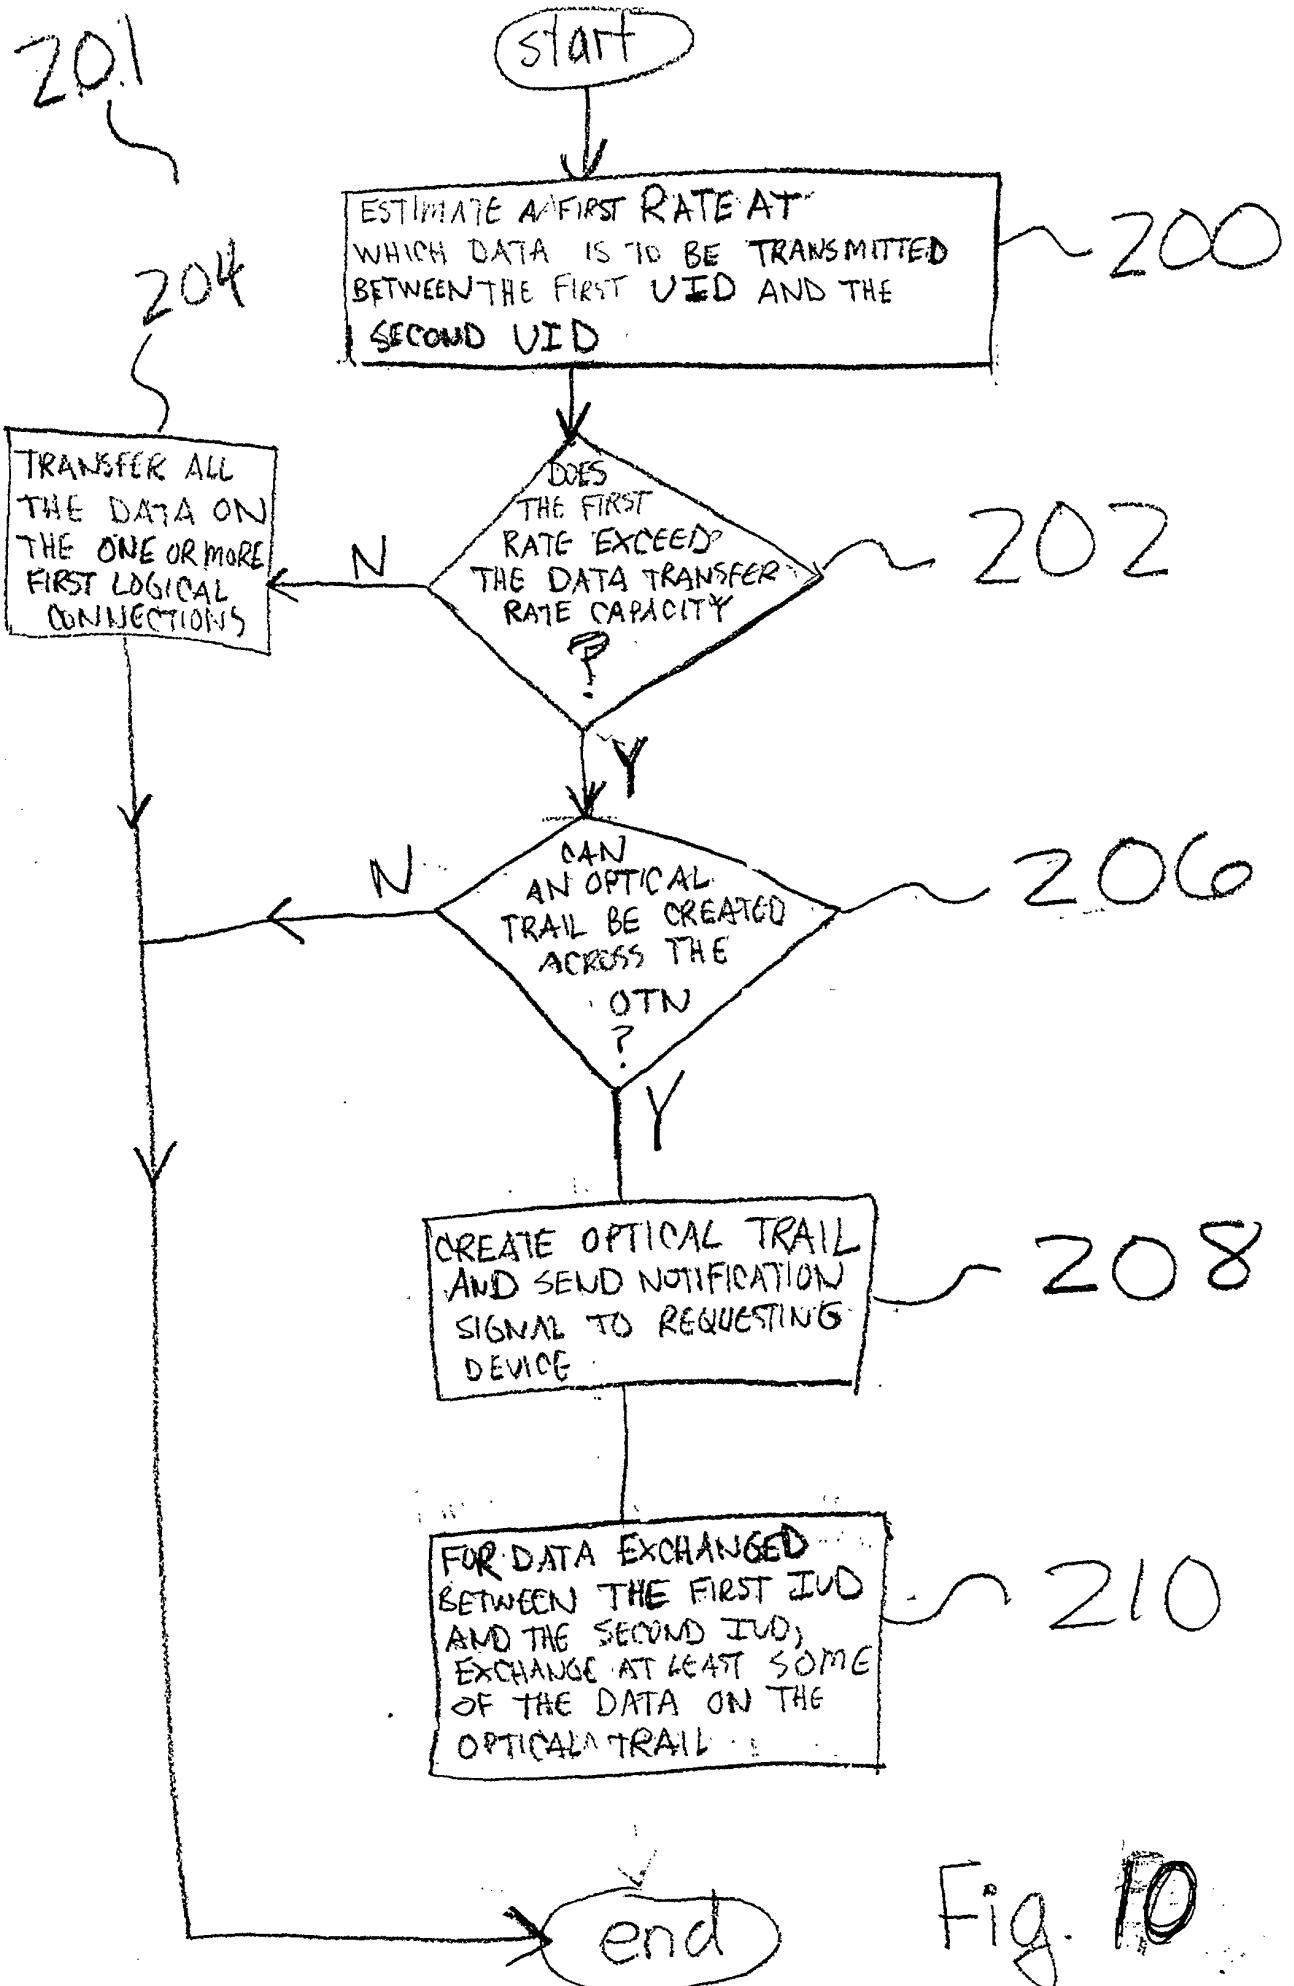 start
201
ESTIMATE A FIRST RATE AT
WHICH DATA IS TO BE TRANSMITTED
BETWEEN THE FIRST UID AND THE
SECOND UID
200
204
TRANSFER ALL
THE DATA ON
THE ONE OR MORE
FIRST LOGICAL
CONNECTIONS
N
DOES
THE FIRST
RATE EXCEED
THE DATA TRANSFER
RATE CAPACITY
?
202
Y
N
CAN
AN OPTICAL
TRAIL BE CREATED
ACROSS THE
OTN
?
206
Y
CREATE OPTICAL TRAIL
AND SEND NOTIFICATION
SIGNAL TO REQUESTING
DEVICE
208
FOR DATA EXCHANGED
BETWEEN THE FIRST IUD
AND THE SECOND IUD,
EXCHANGE AT LEAST SOME
OF THE DATA ON THE
OPTICAL TRAIL
210
end
Fig. 10